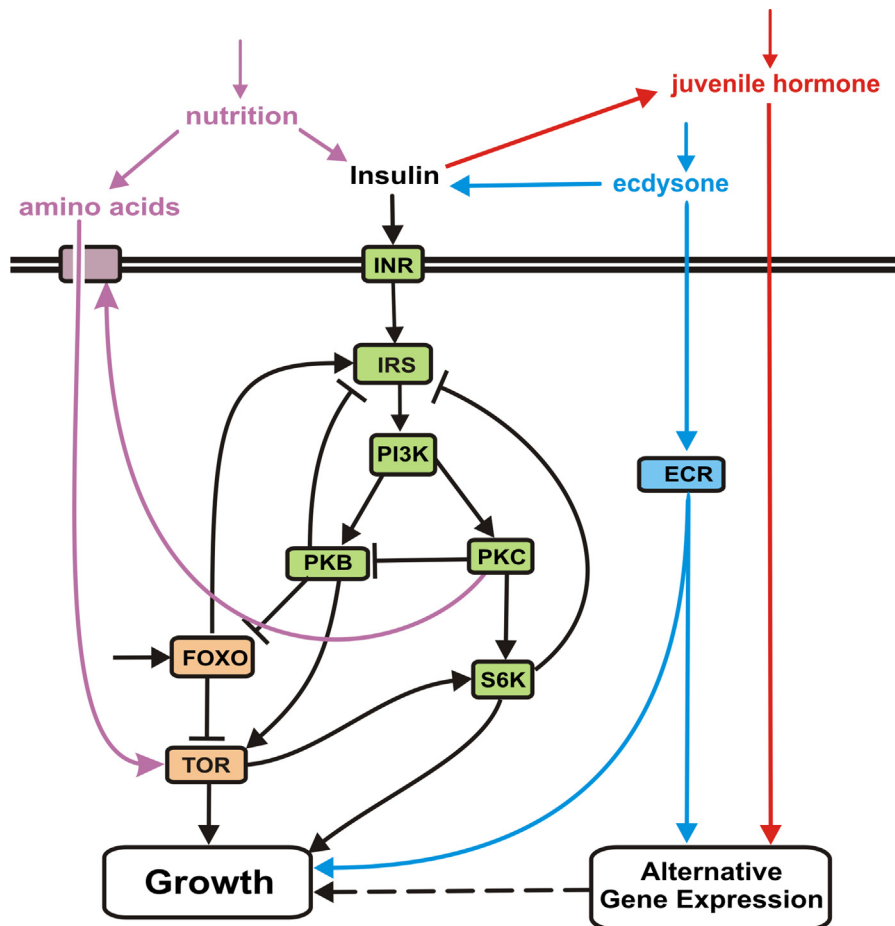 juvenile hormone
nutrition
Insulin
ecdysone
amino acids
INR
IRS
PI3K
ECR
PKB
PKC
FOXO
S6K
TOR
Growth
Alternative
Gene Expression